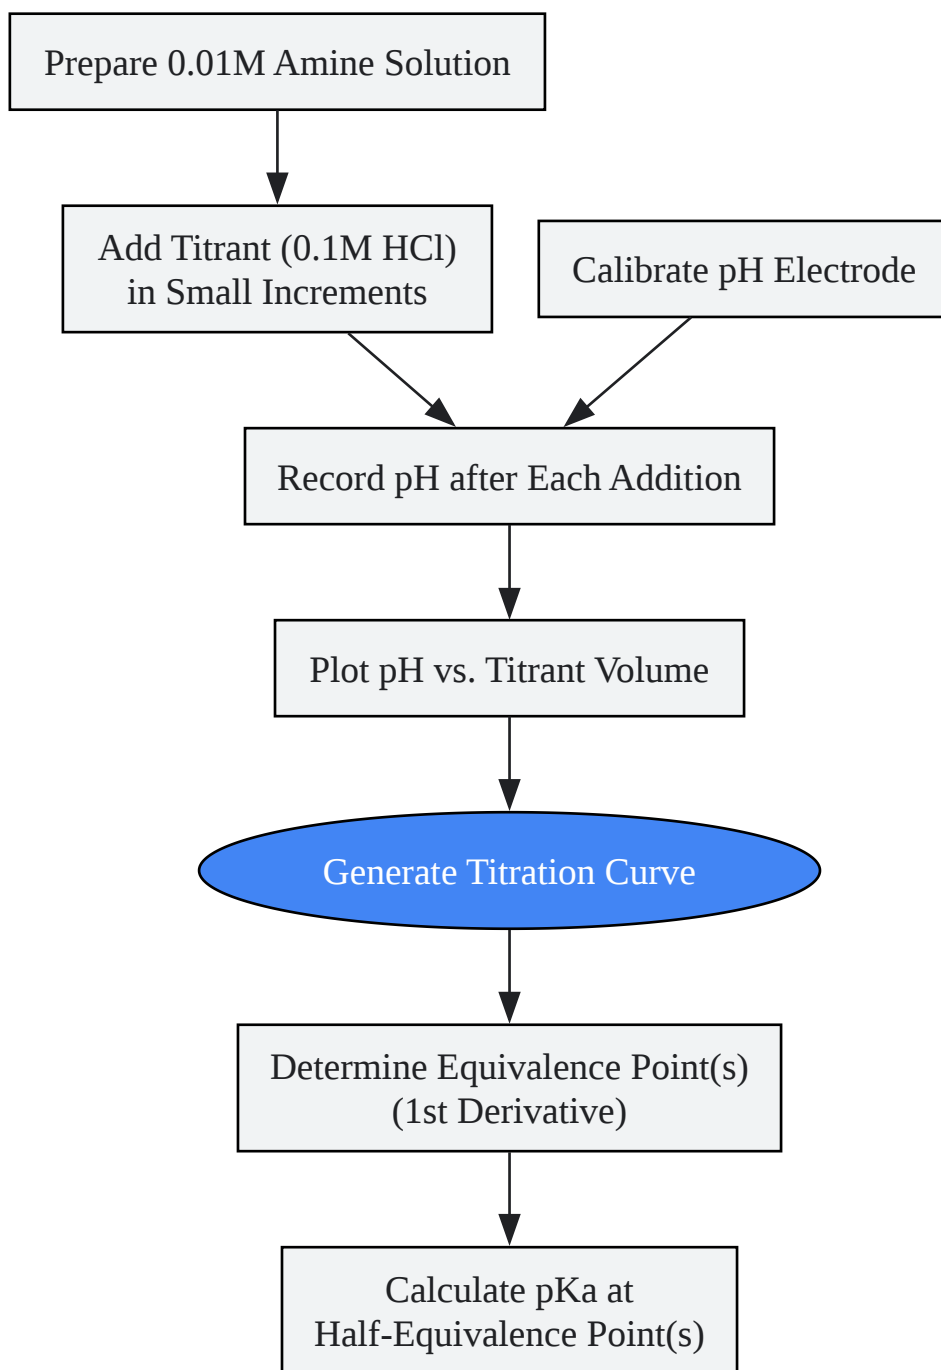 Prepare 0.01M Amine Solution
Add Titrant (0.1M HCl)
in Small Increments
Calibrate pH Electrode
Record pH after Each Addition
Plot pH vs. Titrant Volume
Generate Titration Curve
Determine Equivalence Point(s)
(1st Derivative)
Calculate pKa at
Half-Equivalence Point(s)